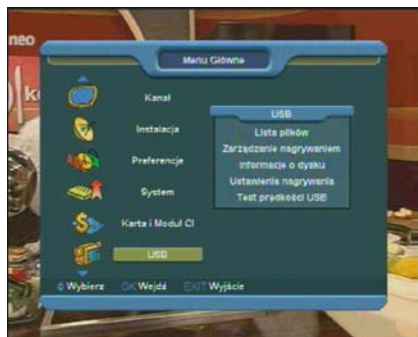 neo
k
Menu Główne
Kanał
Instalacja
Preferencje
System
Karta i Moduł CI
USB
USB
Lista plików
Zarządzanie nagrywaniem
Informacje o dysku
Ustawienia nagrywania
Test prędkości USB
Wybierz OK Wejdź EXIT Wyjście